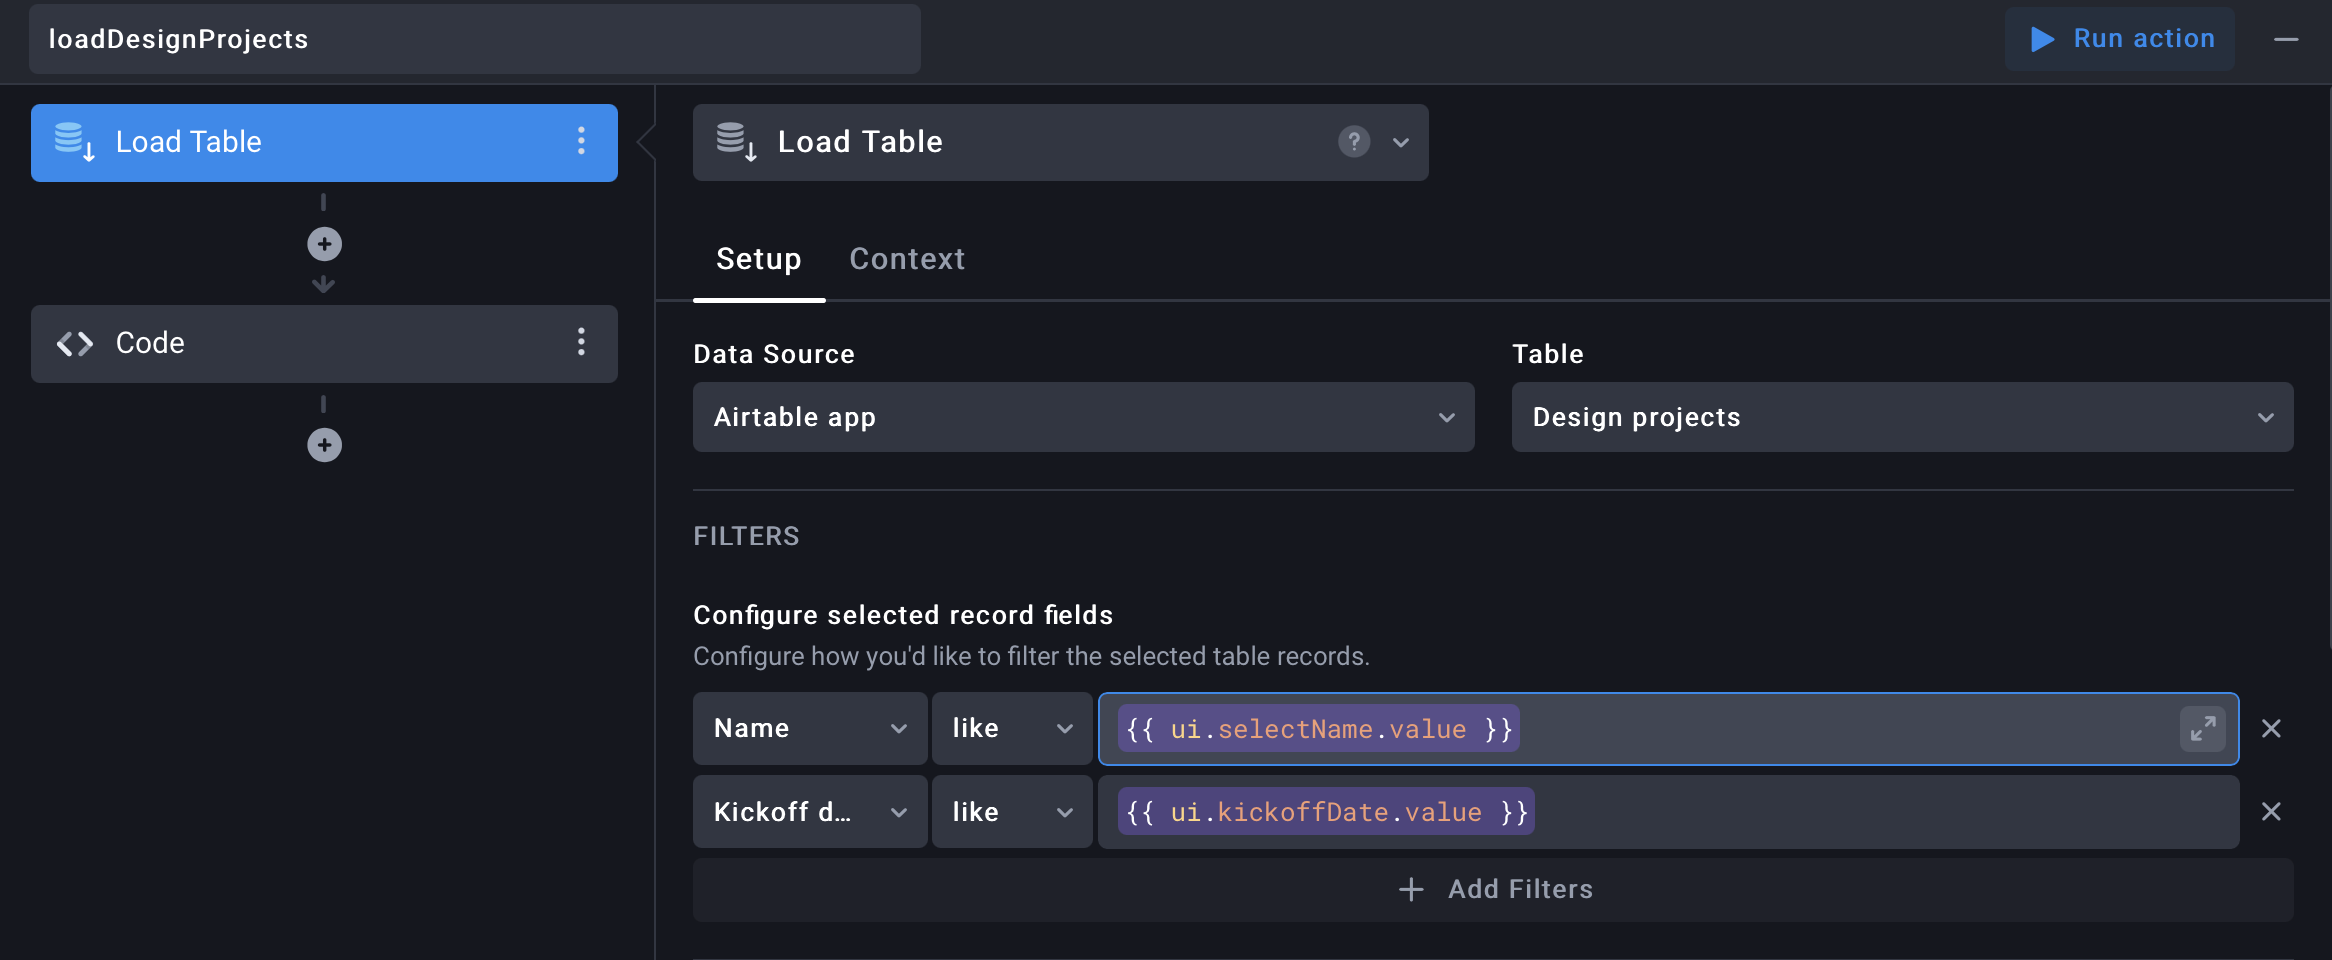 loadDesignProjects
Run action
Load Table
Code
Load Table
?
Setup
Context
Data Source
Table
Airtable app
Design projects
FILTERS
Configure selected record fields
Configure how you'd like to filter the selected table records.
Name
like
{{ ui.selectName.value }}
Kickoff d...
like
{{ ui.kickoffDate.value }}
Add Filters